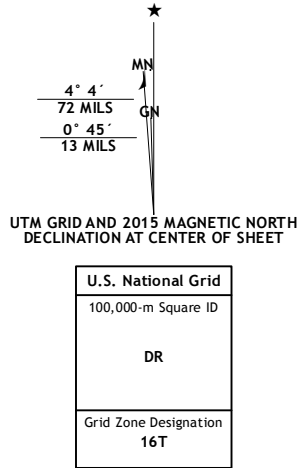 ★
MN
4° 4´
72 MILS
GN
0° 45´
13 MILS
UTM GRID AND 2015 MAGNETIC NORTH
DECLINATION AT CENTER OF SHEET
U.S. National Grid
100,000-m Square ID
DR
Grid Zone Designation
16T